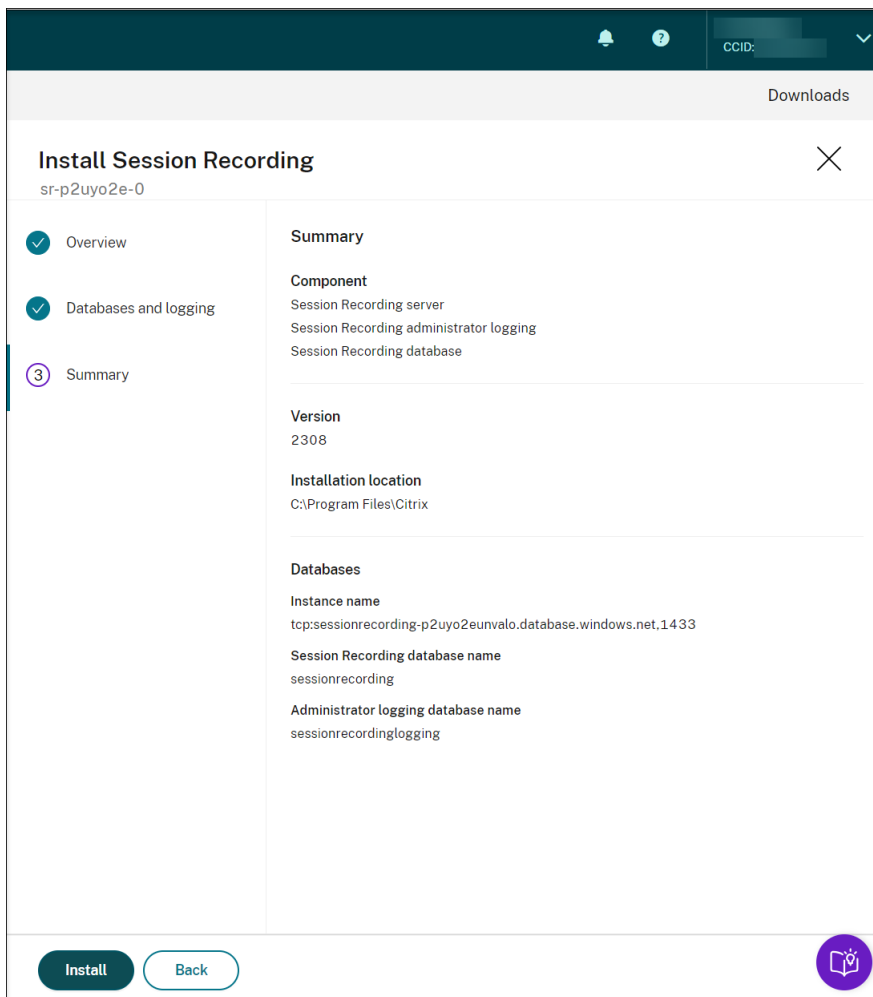 ?
CCID:
Downloads
Install Session Recording
sr-p2uyo2e-0
Overview
Databases and logging
3
Summary
Summary
Component
Session Recording server
Session Recording administrator logging
Session Recording database
Version
2308
Installation location
C:\Program Files\Citrix
Databases
Instance name
tcp:sessionrecording-p2uyo2eunvalo.database.windows.net,1433
Session Recording database name
sessionrecording
Administrator logging database name
sessionrecordinglogging
Install
Back